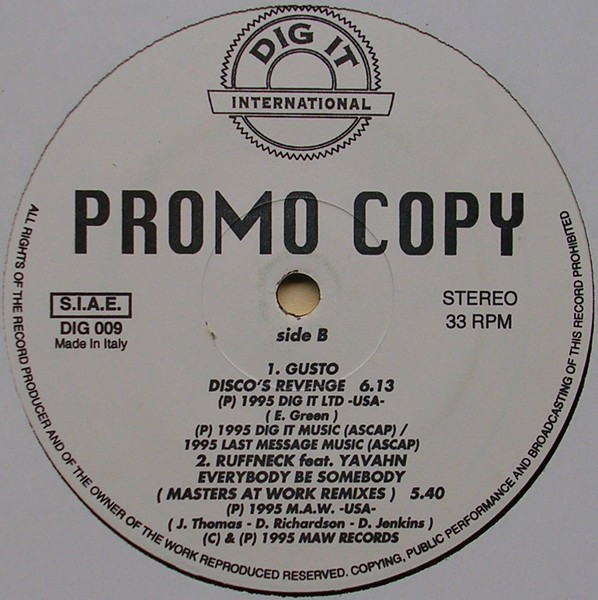 DIG IT
INTERNATIONAL
PROMO COPY
S.I.A.E.
DIG 009
Made In Italy
STEREO
33 RPM
side B
1. GUSTO
DISCO'S REVENGE 6.13
(P) 1995 DIG IT LTD -USA-
( E. Green )
(P) 1995 DIG IT MUSIC (ASCAP) /
1995 LAST MESSAGE MUSIC (ASCAP)
2. RUFFNECK feat. YAVAHN
EVERYBODY BE SOMEBODY
( MASTERS AT WORK REMIXES ) 5.40
(P) 1995 M.A.W. -USA-
( J. Thomas - D. Richardson - D. Jenkins )
(C) & (P) 1995 MAW RECORDS
ALL RIGHTS OF THE RECORD PRODUCER AND OF THE OWNER OF THE WORK REPRODUCED RESERVED. COPYING, PUBLIC PERFORMANCE AND BROADCASTING OF THIS RECORD PROHIBITED